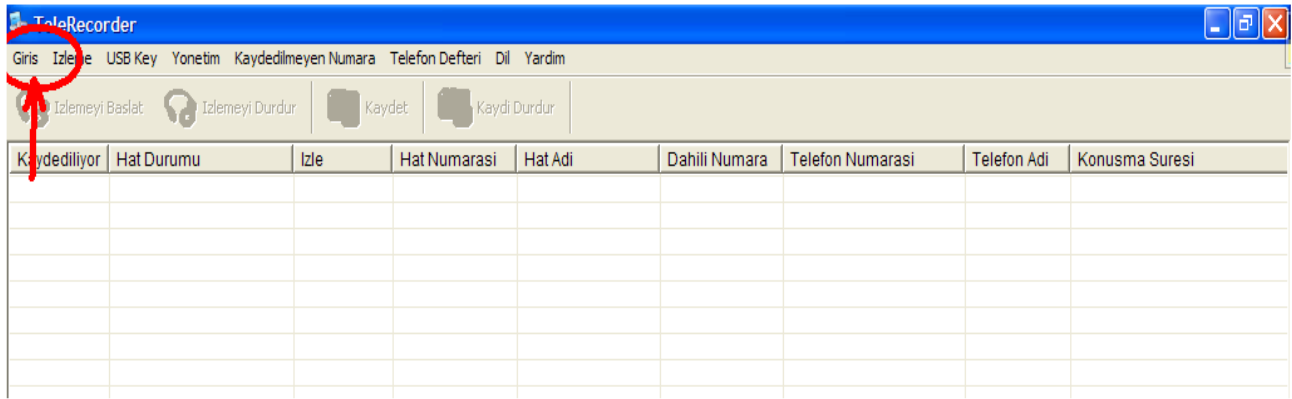 TeleRecorder
Giris Izleme USB Key Yonetim Kaydedilmeyen Numara Telefon Defteri Dil Yardim
Izlemeyi Baslat Izlemeyi Durdur Kaydet Kaydi Durdur
Kaydediliyor Hat Durumu Izle Hat Numarasi Hat Adi Dahili Numara Telefon Numarasi Telefon Adi Konusma Suresi